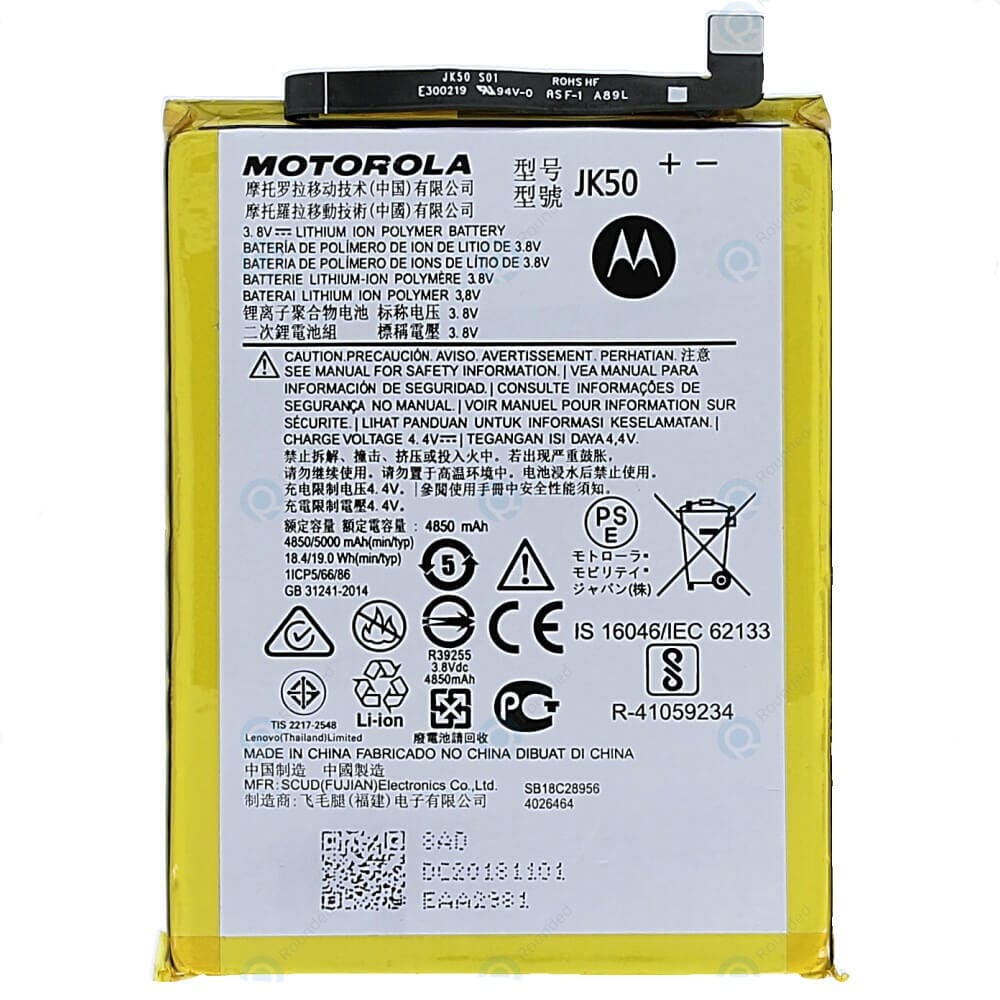 JK50 S01
E300219 94V-0
ROHS HF
ASF-1 A89L
MOTOROLA
摩托罗拉移动技术(中国)有限公司
摩托羅拉移動技術(中國)有限公司
型号
型號
JK50
+ −
3.8V⎓ LITHIUM ION POLYMER BATTERY
BATERÍA DE POLÍMERO DE ION DE LITIO DE 3.8V
BATERIA DE POLÍMERO DE IONS DE LÍTIO DE 3.8V
BATTERIE LITHIUM-ION POLYMÈRE 3.8V
BATERAI LITHIUM ION POLYMER 3,8V
锂离子聚合物电池 标称电压 3.8V
二次鋰電池組 標稱電壓 3.8V
CAUTION.PRECAUCIÓN. AVISO. AVERTISSEMENT. PERHATIAN. 注意
SEE MANUAL FOR SAFETY INFORMATION. | VEA MANUAL PARA
INFORMACIÓN DE SEGURIDAD.| CONSULTE INFORMAÇÕES DE
SEGURANÇA NO MANUAL. | VOIR MANUEL POUR INFORMATION SUR
SÉCURITE. | LIHAT PANDUAN UNTUK INFORMASI KESELAMATAN. |
CHARGE VOLTAGE 4.4V⎓ | TEGANGAN ISI DAYA 4,4V.
禁止拆解、撞击、挤压或投入火中。若出现严重鼓胀,
请勿继续使用。请勿置于高温环境中。电池浸水后禁止使用。
充电限制电压4.4V。| 參閱使用手冊中安全性能須知。
充電限制電壓4.4V。
额定容量 額定電容量: 4850 mAh
4850/5000 mAh(min/typ)
18.4/19.0 Wh(min/typ)
1ICP5/66/86
GB 31241-2014
5
PS
E
モトローラ・
モビリティ・
ジャパン(株)
R39255
3.8Vdc
4850mAh
CE
IS 16046/IEC 62133
R-41059234
TIS 2217-2548
Lenovo(Thailand)Limited
Li-ion
廢電池請回收
MADE IN CHINA FABRICADO NO CHINA DIBUAT DI CHINA
中国制造 中國製造
MFR: SCUD(FUJIAN)Electronics Co.,Ltd.
制造商: 飞毛腿(福建)电子有限公司
SB18C28956
4026464
8AD
DC20181101
EAA2981
Rounded